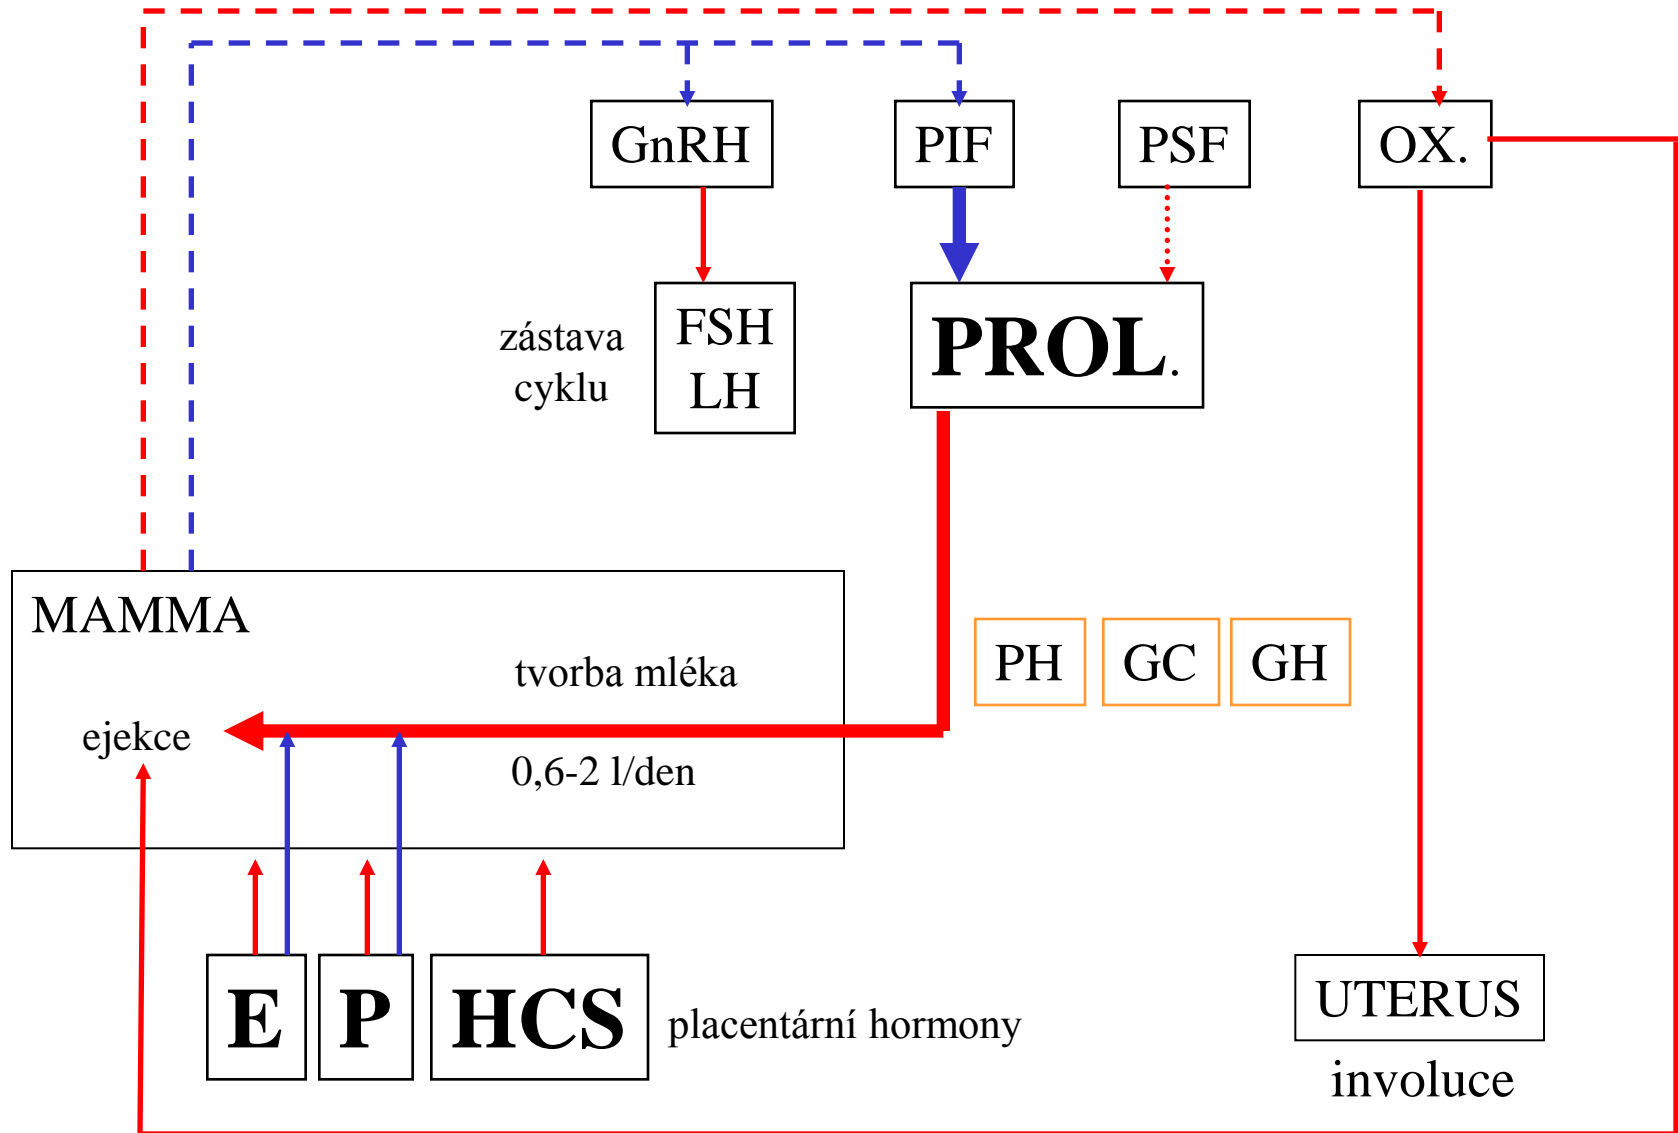 GnRH
PIF
PSF
OX.
zástava
cyklu
FSH
LH
PROL.
MAMMA
tvorba mléka
PH
GC
GH
ejekce
0,6-2 l/den
E
P
HCS
placentární hormony
UTERUS
involuce